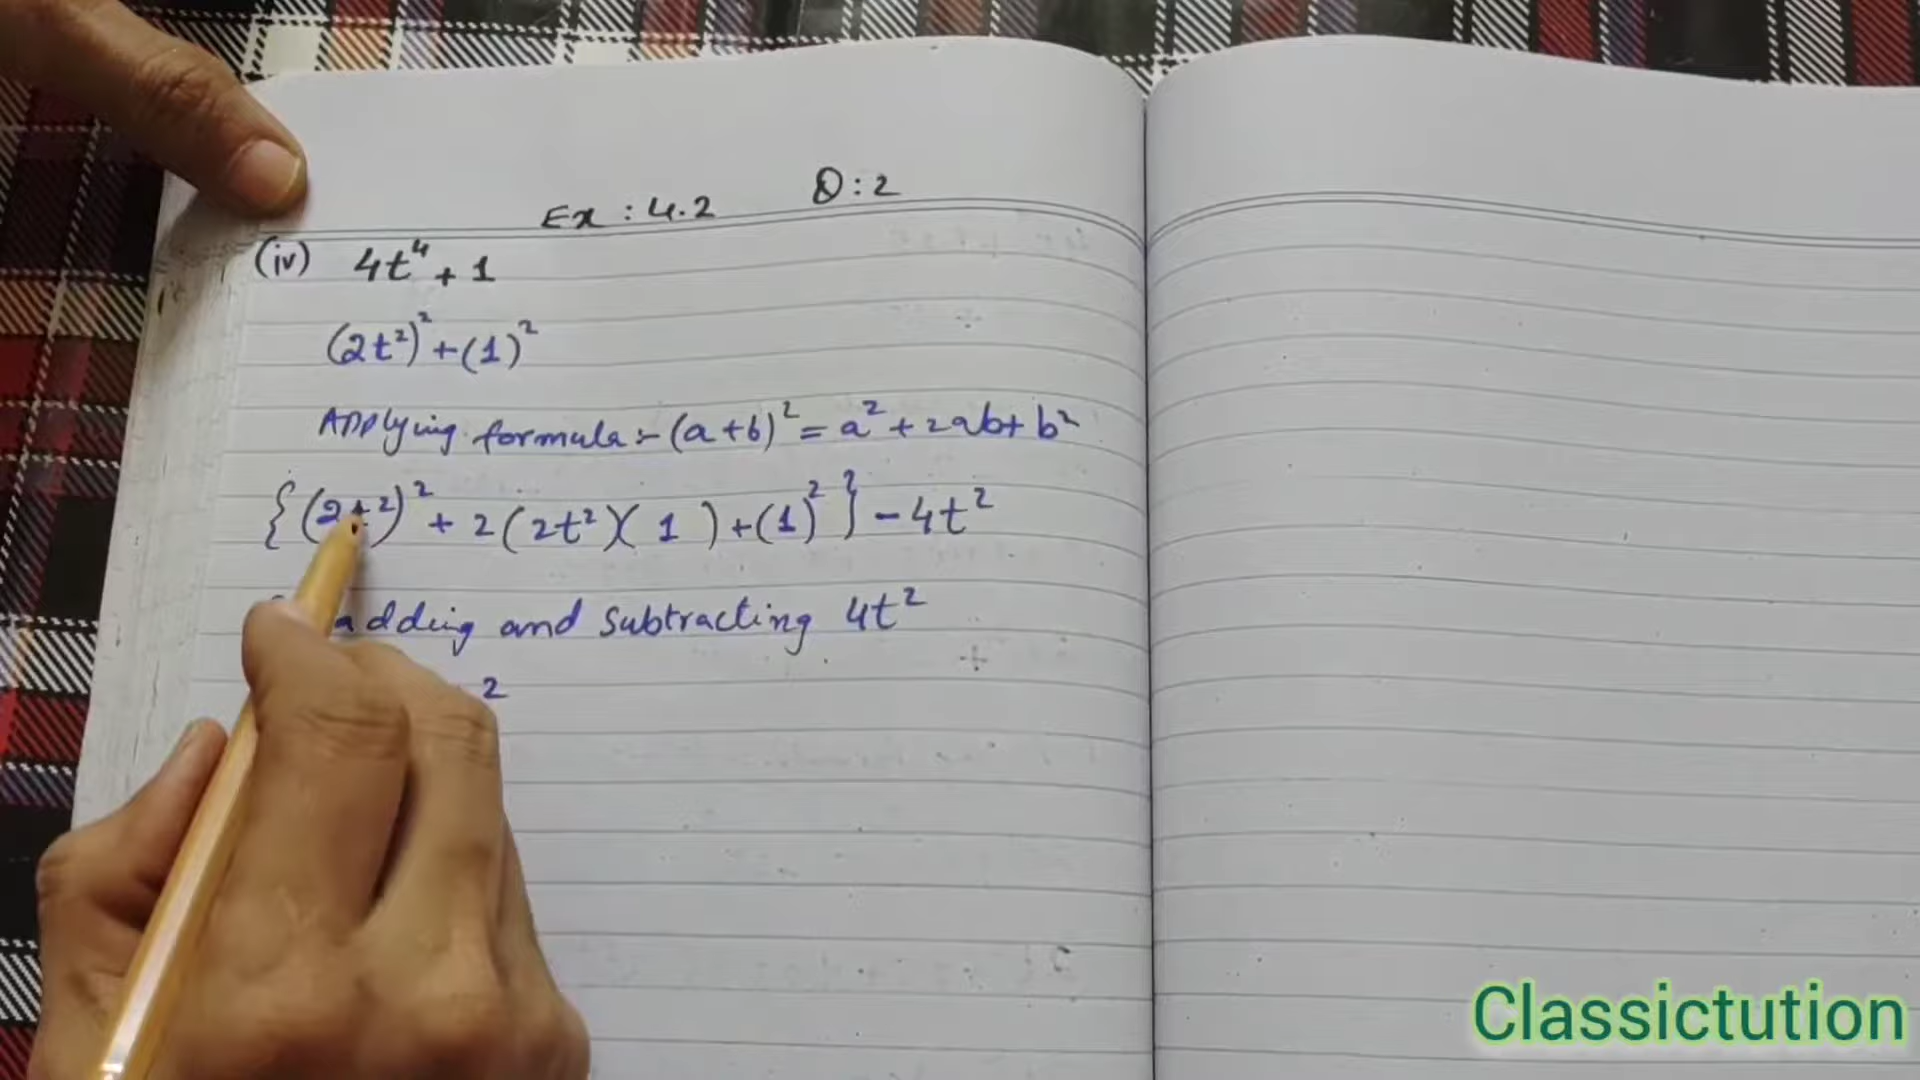 Ex : 4.2 Q : 2
(iv) 4t⁴ + 1
(2t²)² + (1)²
Applying formula :- (a+b)² = a² + 2ab + b²
{(2t²)² + 2(2t²)(1) + (1)²} - 4t²
adding and subtracting 4t²
2
Classictution